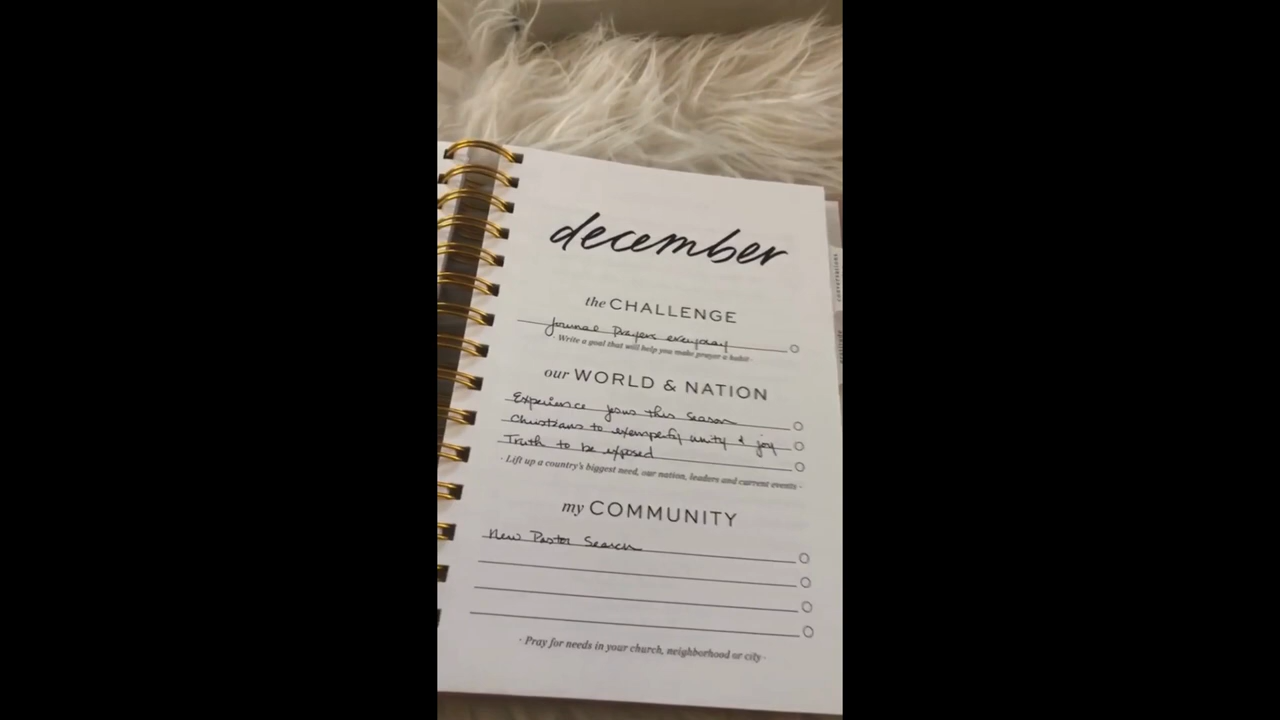 december
the CHALLENGE
Journal Prayers everyday
· Write a goal that will help you make prayer a habit ·
our WORLD & NATION
Experience Jesus this season
Christians to exemplify unity & joy
Truth to be exposed
· Lift up a country's biggest need, our nation, leaders and current events ·
my COMMUNITY
New Pastor Search
· Pray for needs in your church, neighborhood or city ·